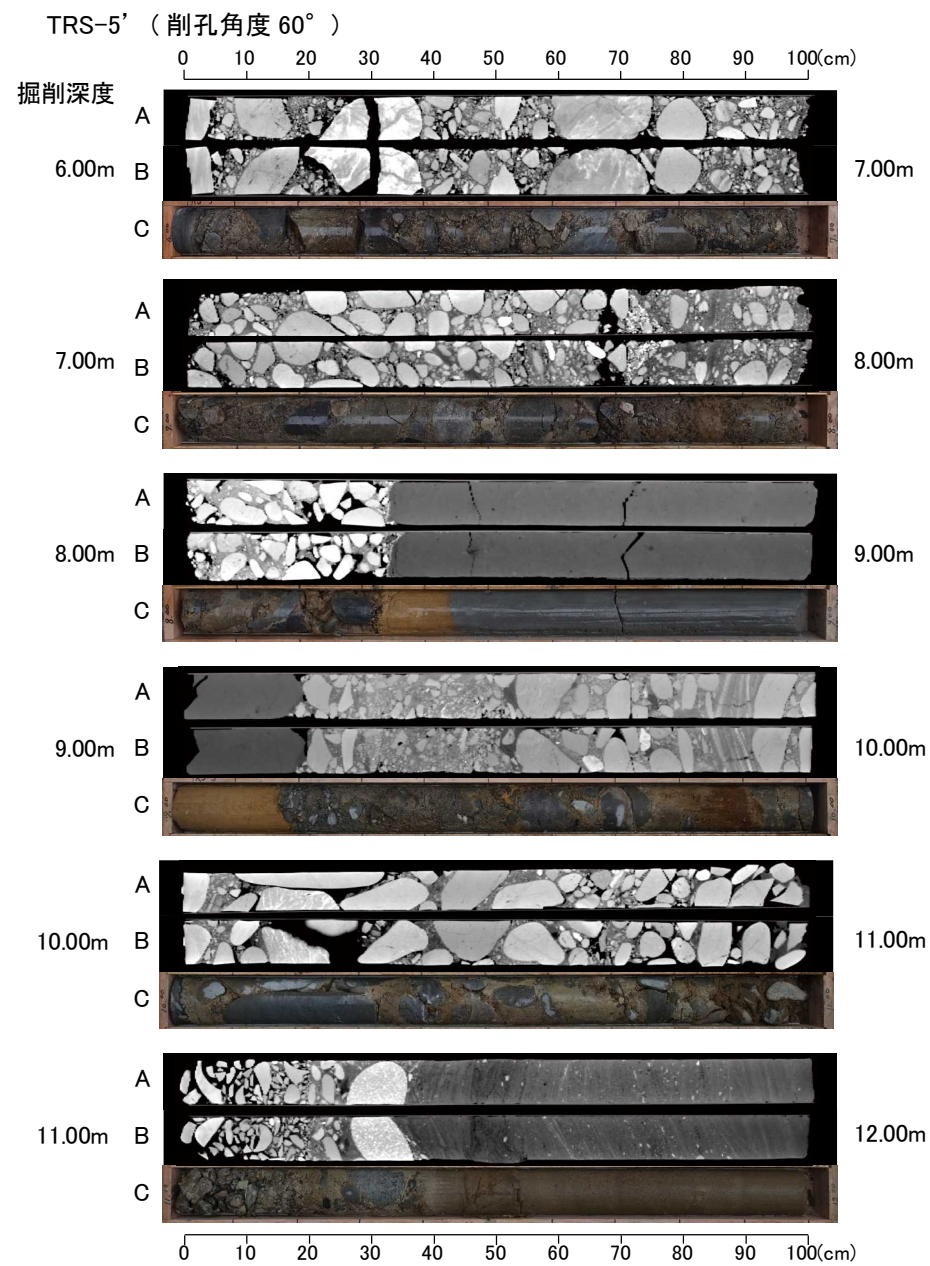 TRS-5’（削孔角度 60°）
0 10 20 30 40 50 60 70 80 90 100(cm)
掘削深度
A
6.00m B 7.00m
C
A
7.00m B 8.00m
C
A
8.00m B 9.00m
C
A
9.00m B 10.00m
C
A
10.00m B 11.00m
C
A
11.00m B 12.00m
C
0 10 20 30 40 50 60 70 80 90 100(cm)